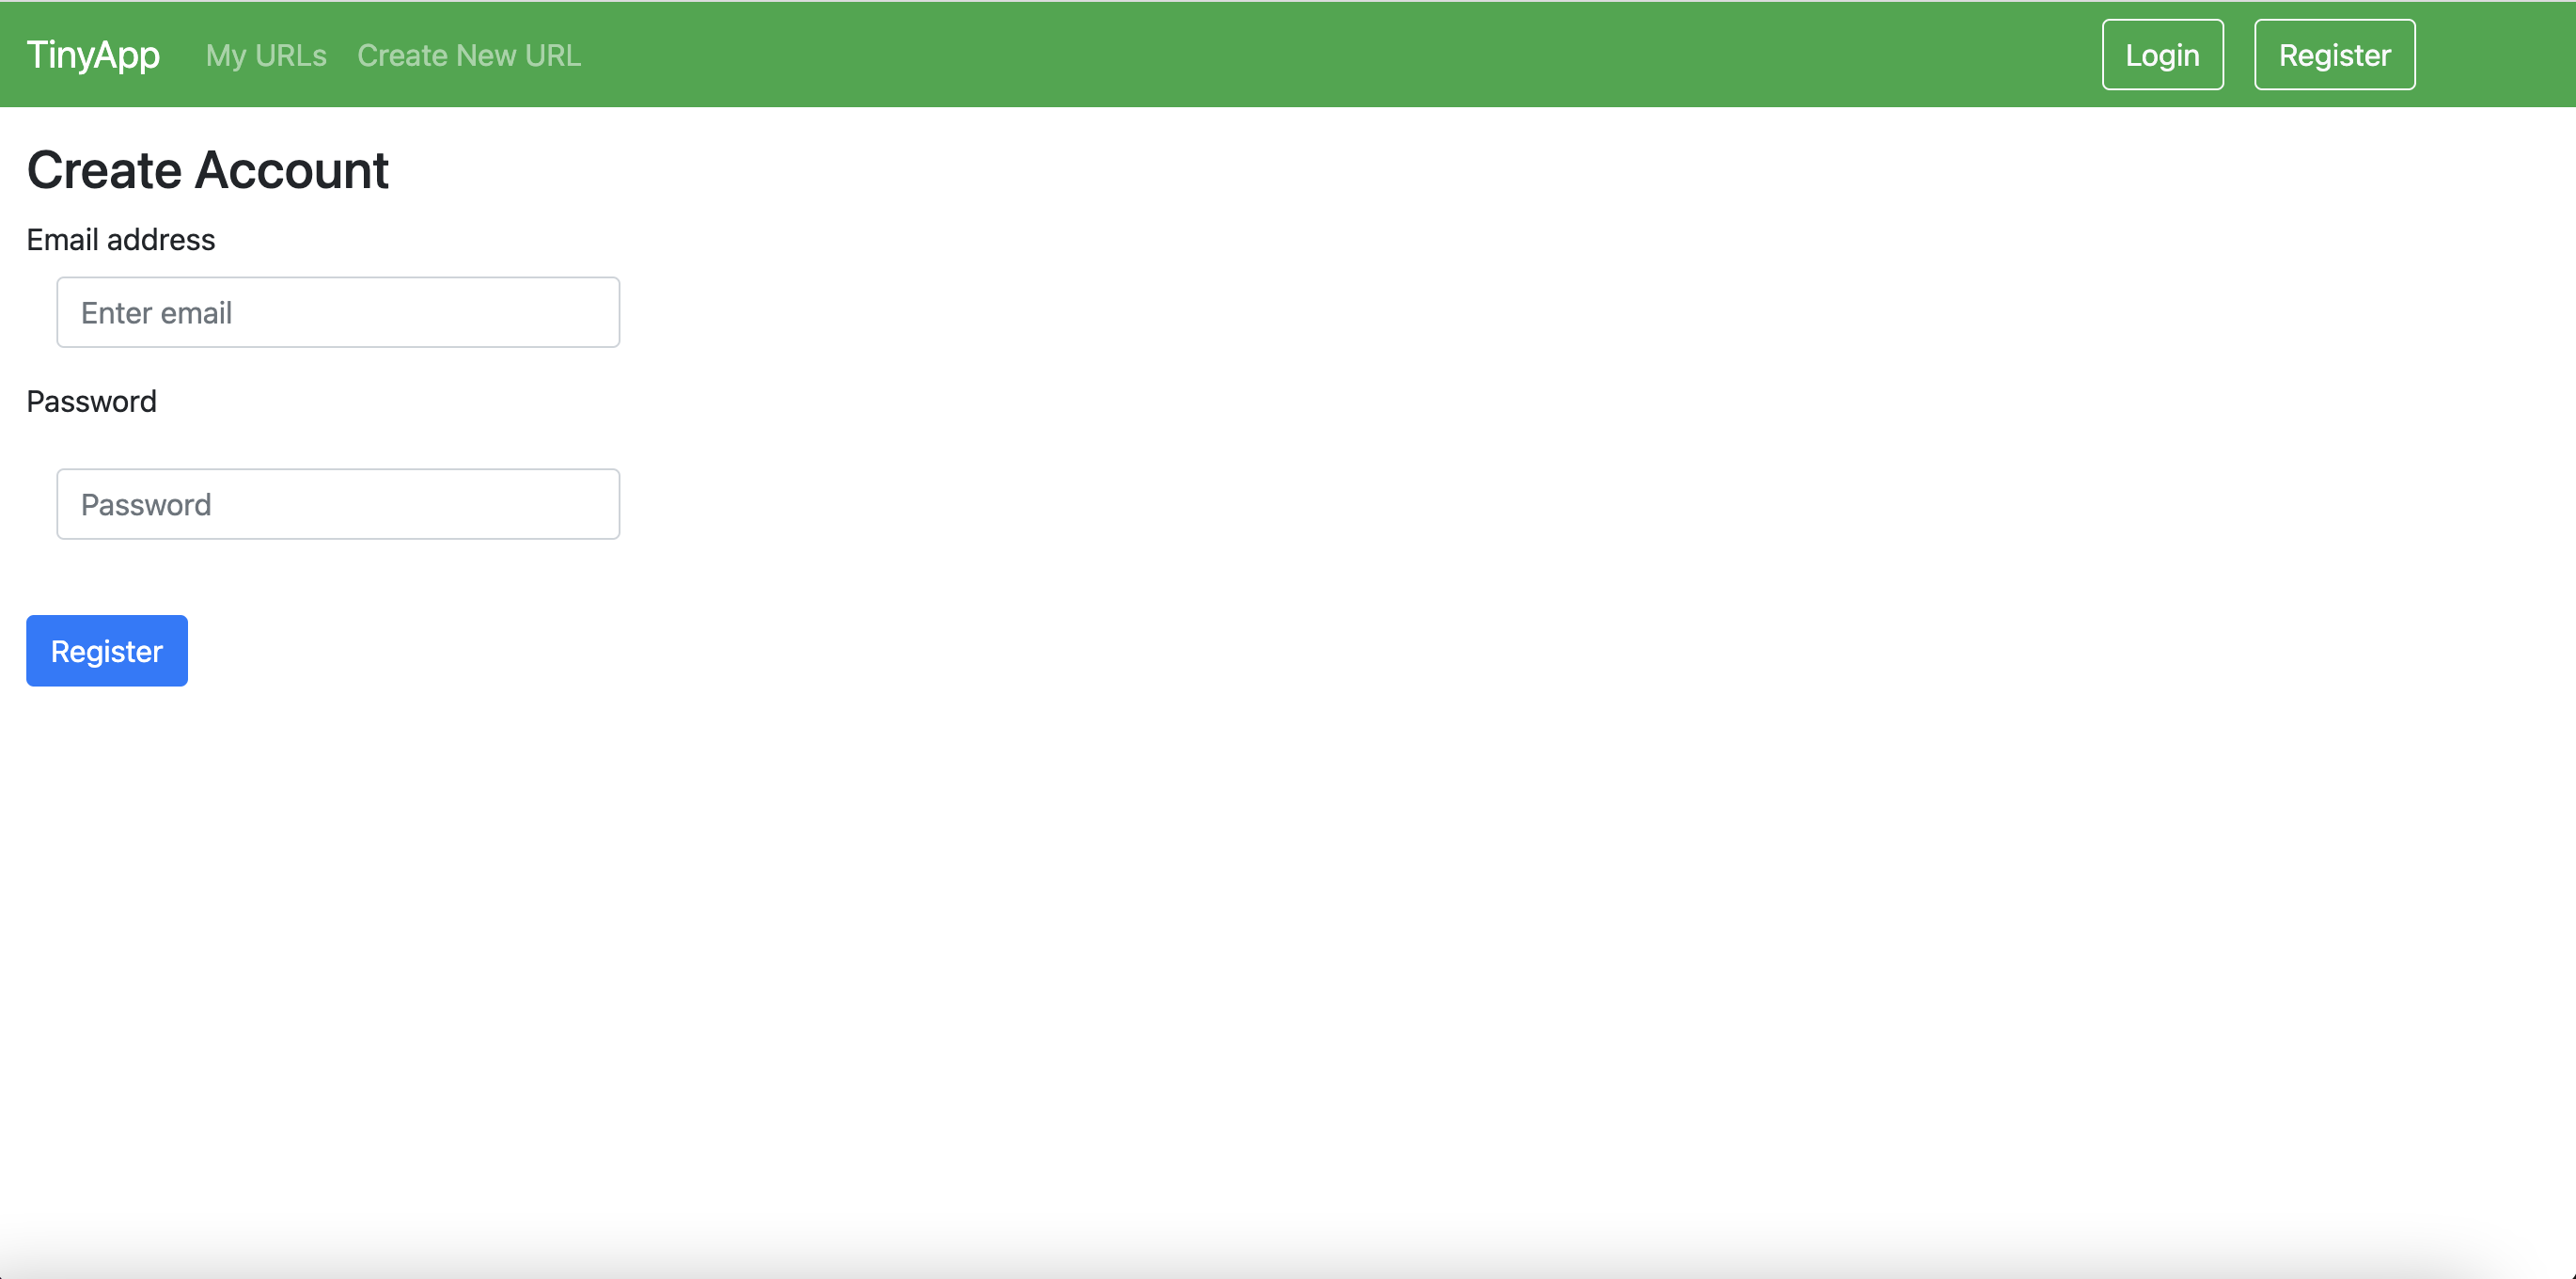 TinyApp My URLs Create New URL Login Register
Create Account
Email address
Enter email
Password
Password
Register